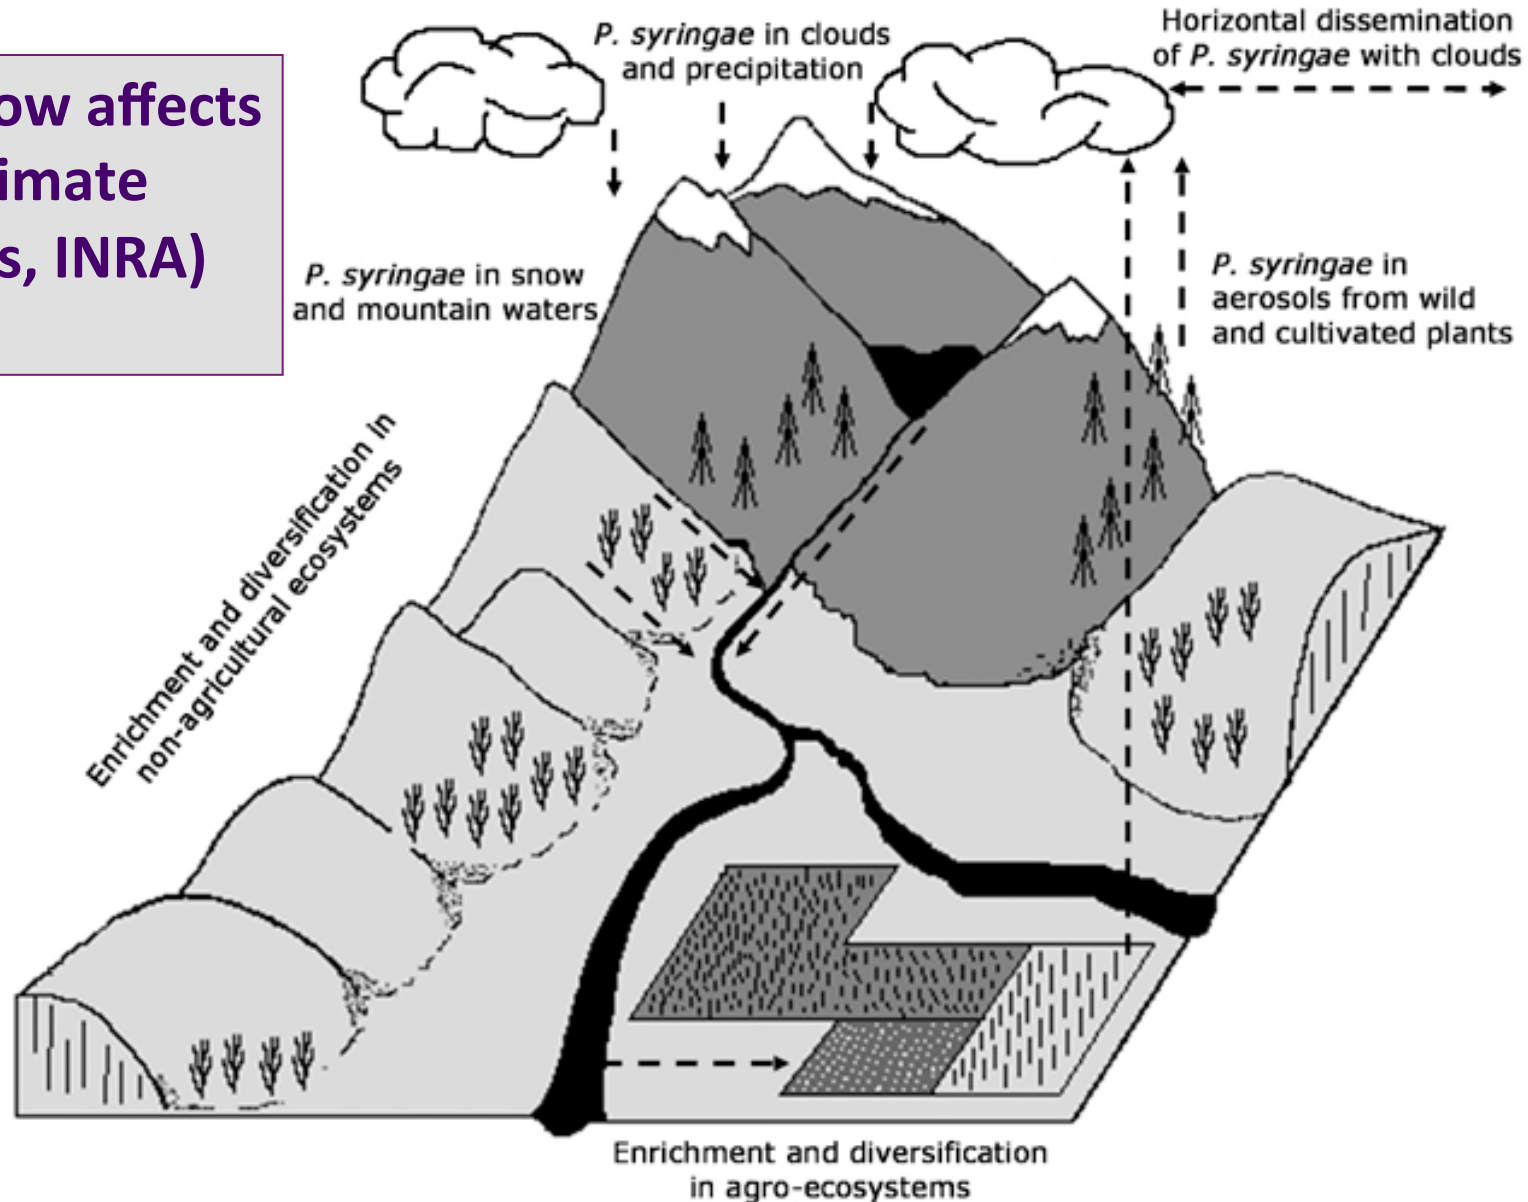 affects
INRA)
P. syringae in clouds
and precipitation
Horizontal dissemination
of P. syringae with clouds
P. syringae in snow
and mountain waters
P. syringae in
aerosols from wild
and cultivated plants
Enrichment and diversification in
non-agricultural ecosystems
Enrichment and diversification
in agro-ecosystems